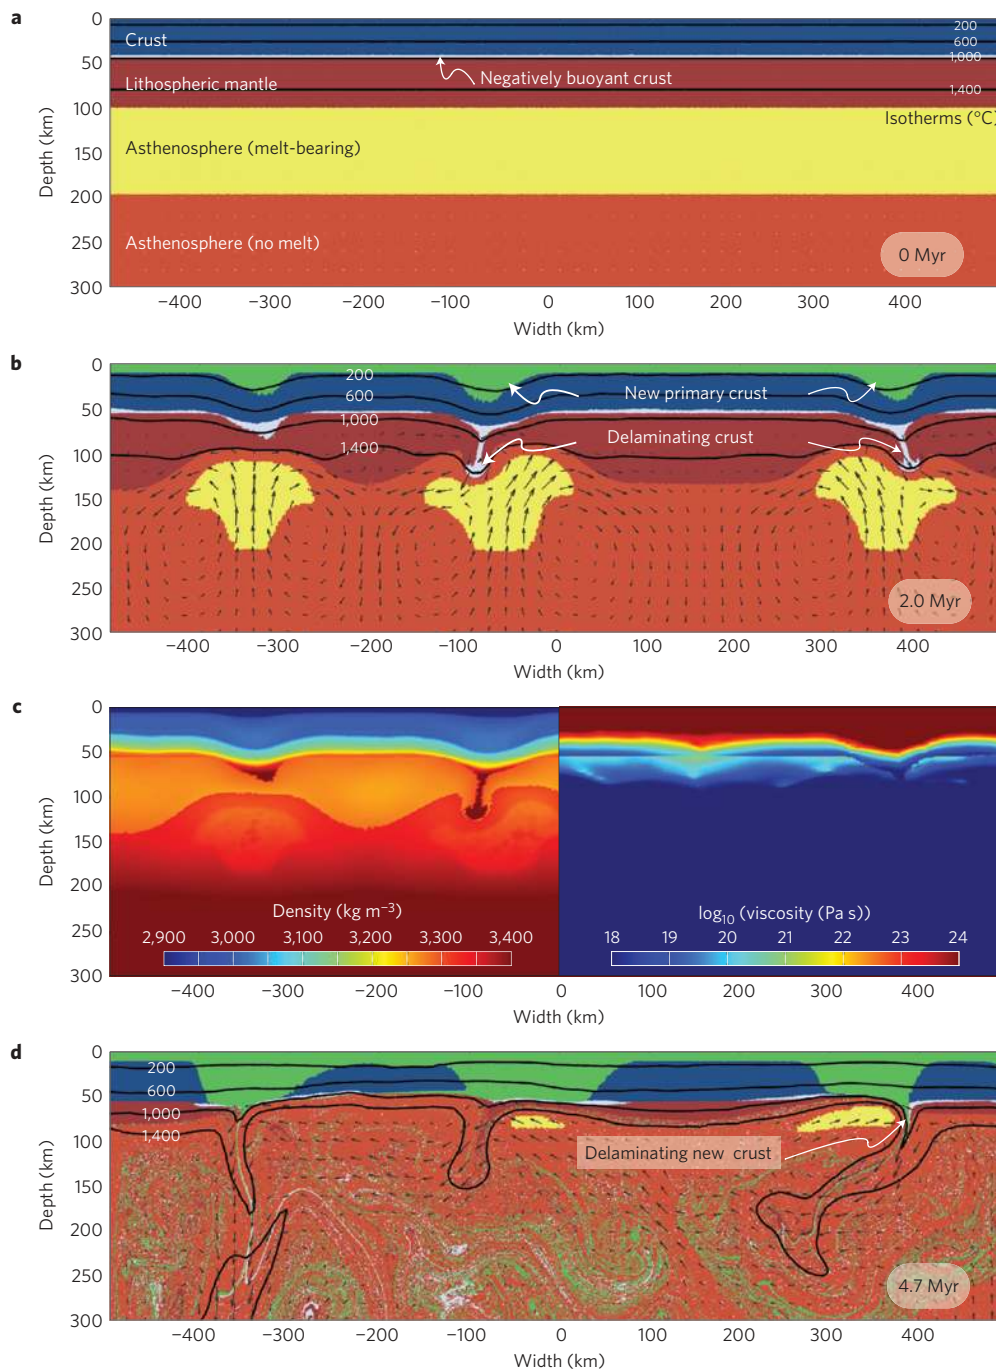 a
0
50
100
150
200
250
300
Depth (km)
Crust
Lithospheric mantle
Negatively buoyant crust
Asthenosphere (melt-bearing)
Asthenosphere (no melt)
200
600
1,000
1,400
Isotherms (°C)
0 Myr
−400 −300 −200 −100 0 100 200 300 400
Width (km)
b
0
50
100
150
200
250
300
Depth (km)
200
600
1,000
1,400
New primary crust
Delaminating crust
2.0 Myr
−400 −300 −200 −100 0 100 200 300 400
Width (km)
c
0
50
100
150
200
250
300
Depth (km)
Density (kg m⁻³)
2,900 3,000 3,100 3,200 3,300 3,400
log₁₀ (viscosity (Pa s))
18 19 20 21 22 23 24
−400 −300 −200 −100 0 100 200 300 400
Width (km)
d
0
50
100
150
200
250
300
Depth (km)
200
600
1,000
1,400
Delaminating new crust
4.7 Myr
−400 −300 −200 −100 0 100 200 300 400
Width (km)